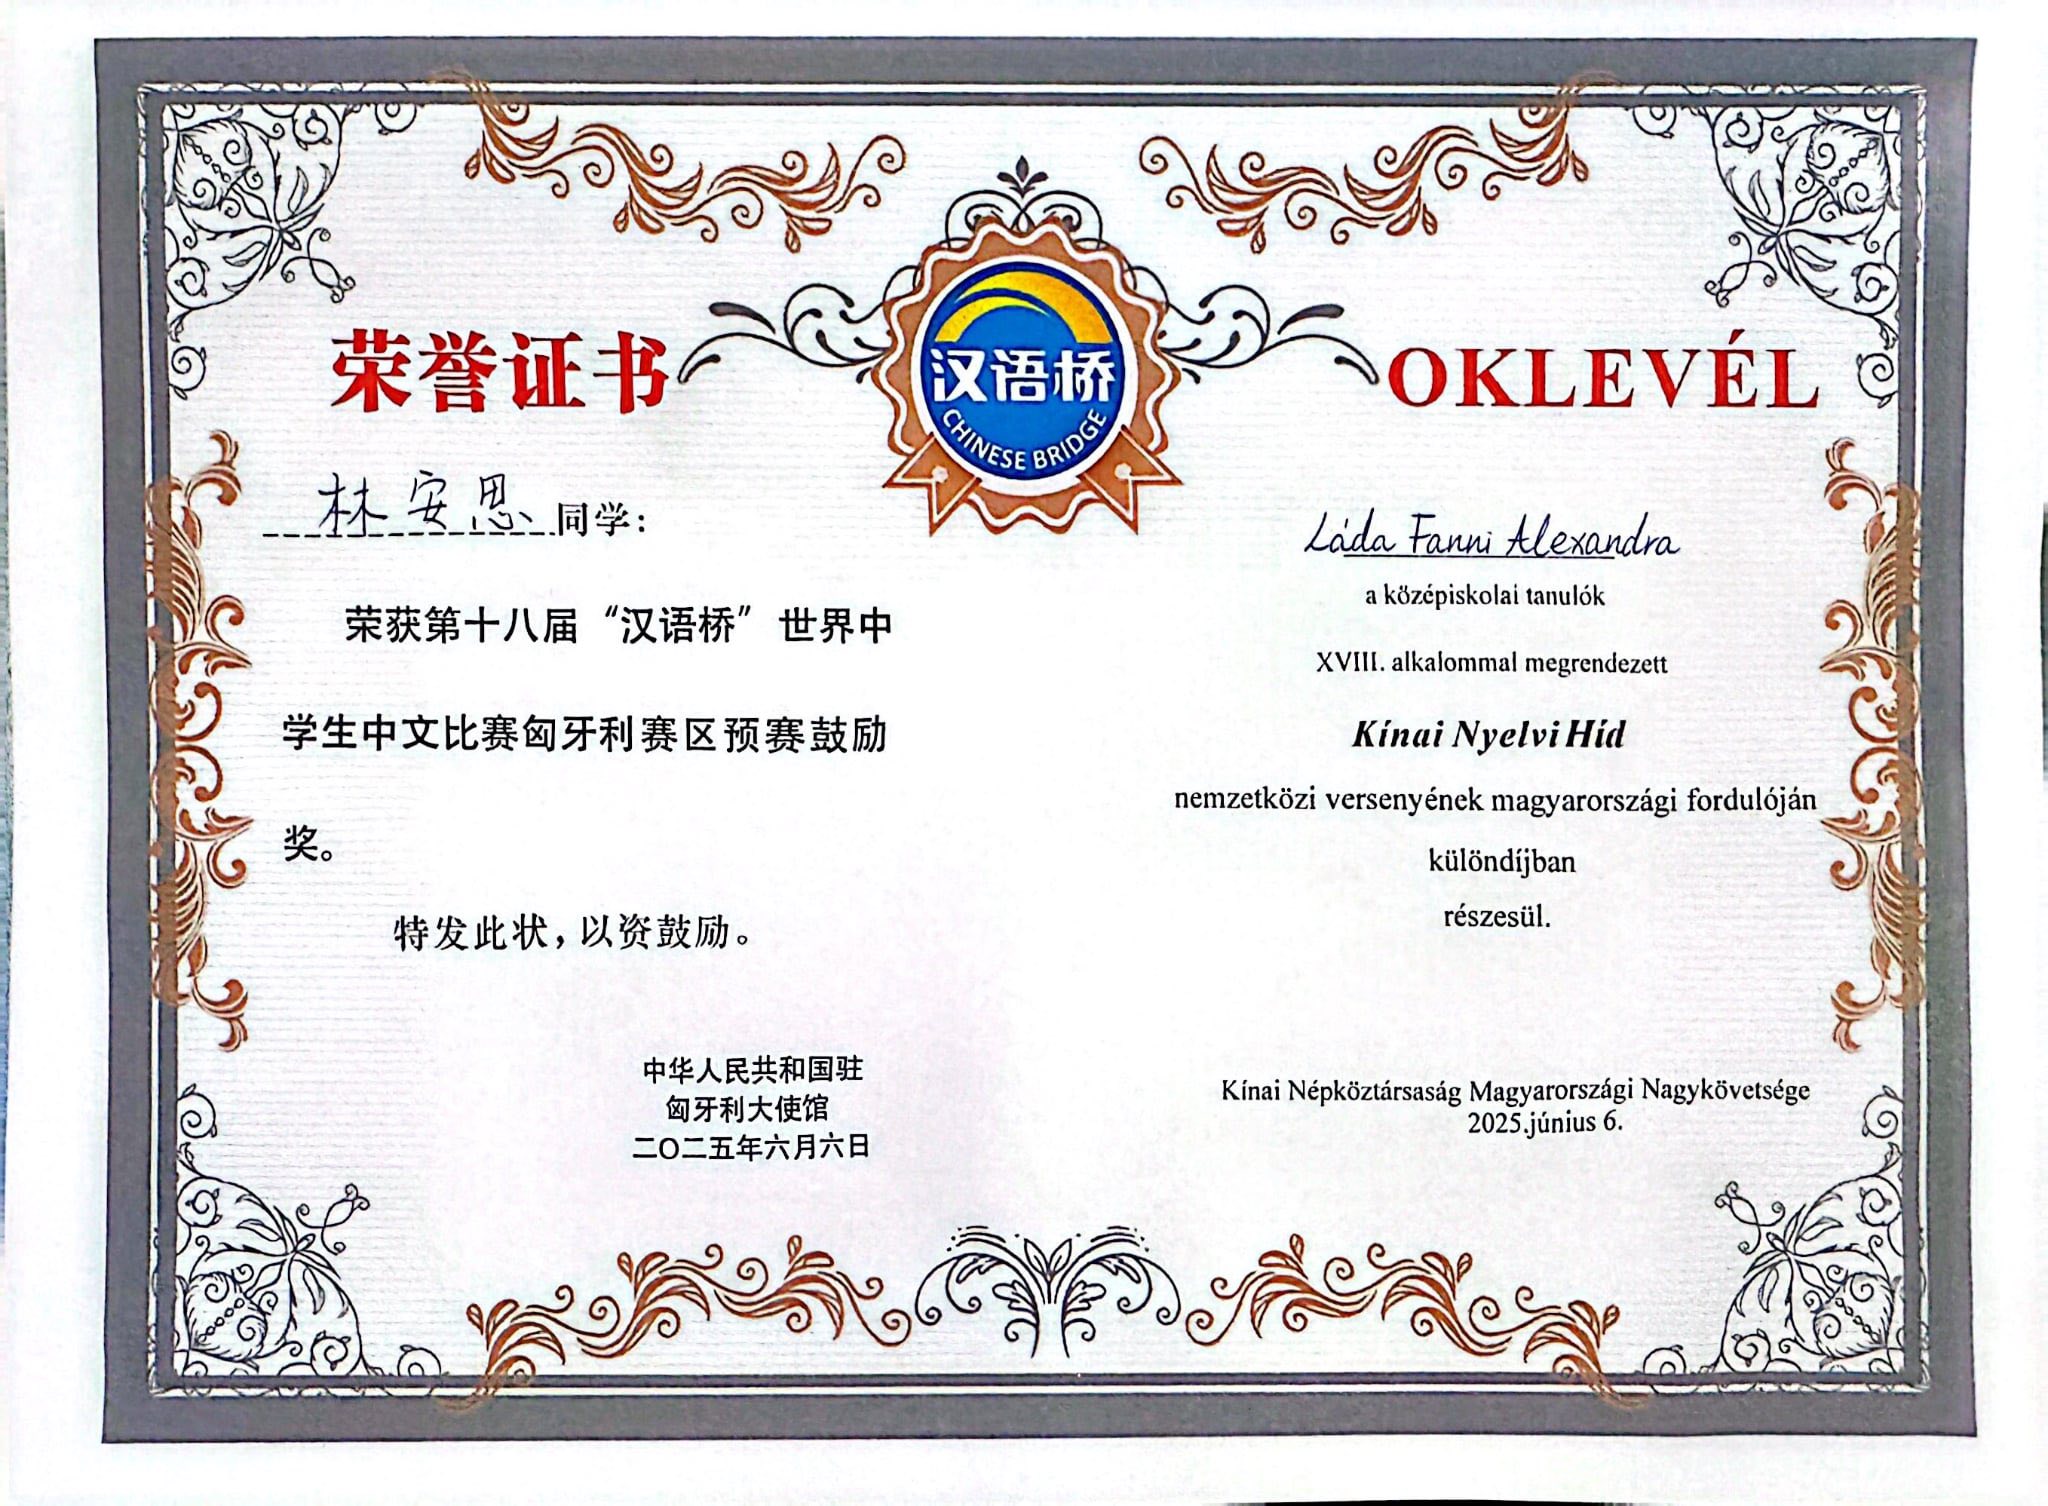 汉语桥
CHINESE BRIDGE
荣誉证书
林安思同学：
荣获第十八届“汉语桥”世界中
学生中文比赛匈牙利赛区预赛鼓励
奖。
特发此状，以资鼓励。
中华人民共和国驻
匈牙利大使馆
二〇二五年六月六日
OKLEVÉL
Láda Fanni Alexandra
a középiskolai tanulók
XVIII. alkalommal megrendezett
Kínai Nyelvi Híd
nemzetközi versenyének magyarországi fordulóján
különdíjban
részesül.
Kínai Népköztársaság Magyarországi Nagykövetsége
2025.június 6.